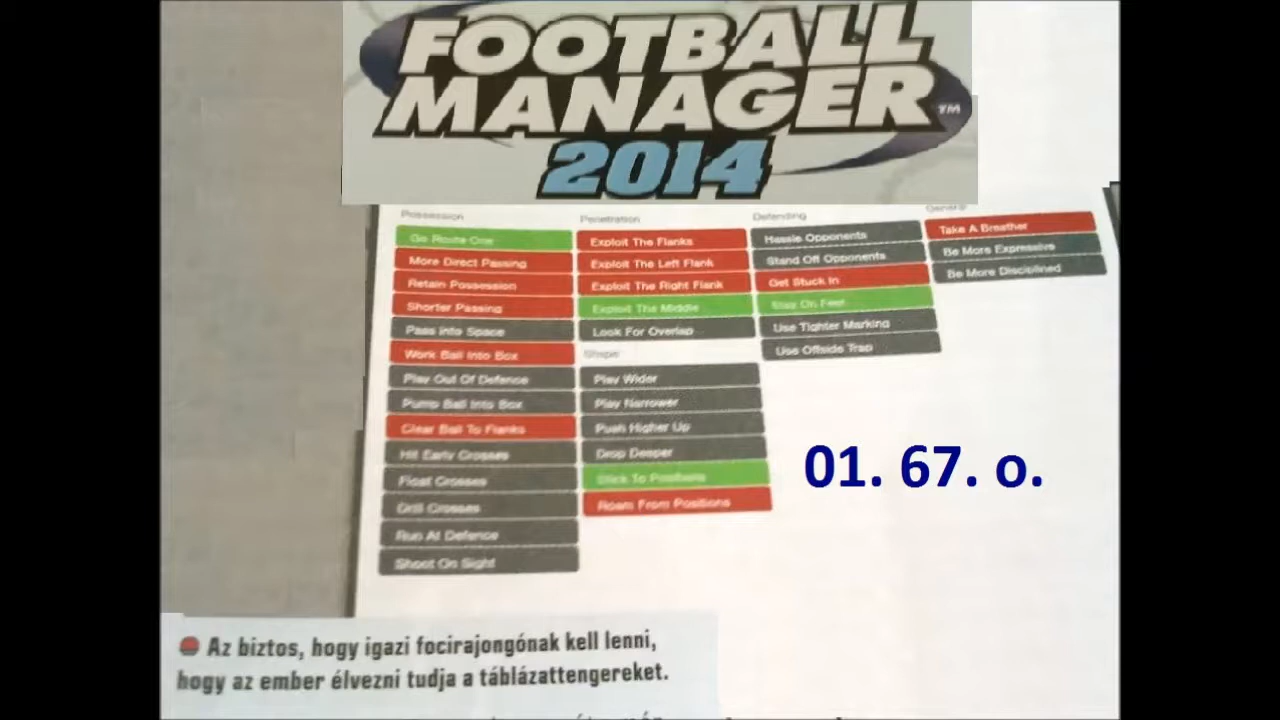 FOOTBALL
MANAGER™
2014
Possession
Go Route One
More Direct Passing
Retain Possession
Shorter Passing
Pass Into Space
Work Ball Into Box
Play Out Of Defence
Pump Ball Into Box
Clear Ball To Flanks
Hit Early Crosses
Float Crosses
Drill Crosses
Run At Defence
Shoot On Sight
Penetration
Exploit The Flanks
Exploit The Left Flank
Exploit The Right Flank
Exploit The Middle
Look For Overlap
Shape
Play Wider
Play Narrower
Push Higher Up
Drop Deeper
Stick To Positions
Roam From Positions
Defending
Hassle Opponents
Stand Off Opponents
Get Stuck In
Stay On Feet
Use Tighter Marking
Use Offside Trap
General
Take A Breather
Be More Expressive
Be More Disciplined
01. 67. o.
Az biztos, hogy igazi focirajongónak kell lenni,
hogy az ember élvezni tudja a táblázattengereket.